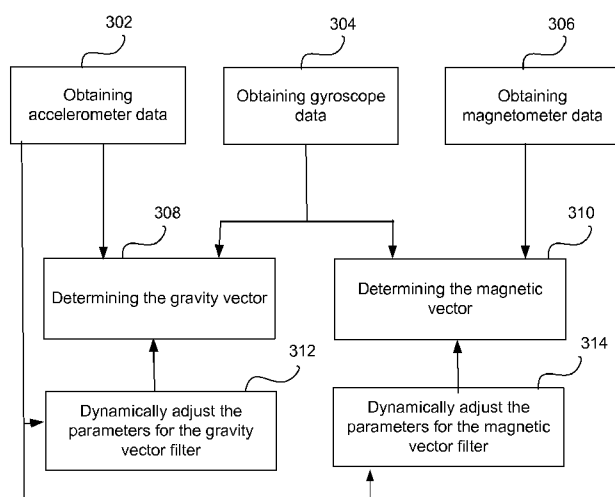 302
304
306
Obtaining
accelerometer data
Obtaining gyroscope
data
Obtaining
magnetometer data
308
310
Determining the gravity vector
Determining the magnetic
vector
312
314
Dynamically adjust the
parameters for the gravity
vector filter
Dynamically adjust the
parameters for the magnetic
vector filter